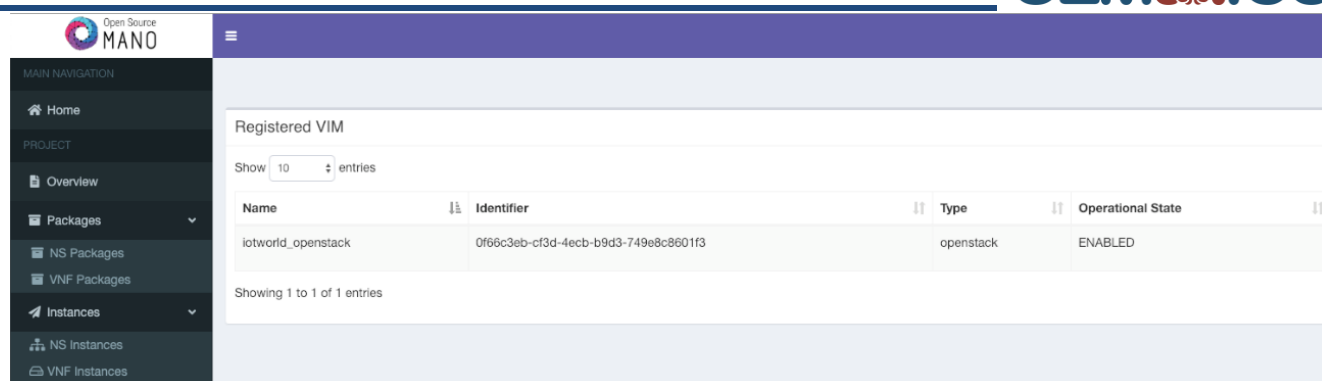 Open Source
MANO
MAIN NAVIGATION
Home
PROJECT
Overview
Packages
NS Packages
VNF Packages
Instances
NS Instances
VNF Instances
Registered VIM
Show 10 entries
Name Identifier Type Operational State
iotworld_openstack 0f66c3eb-cf3d-4ecb-b9d3-749e8c8601f3 openstack ENABLED
Showing 1 to 1 of 1 entries